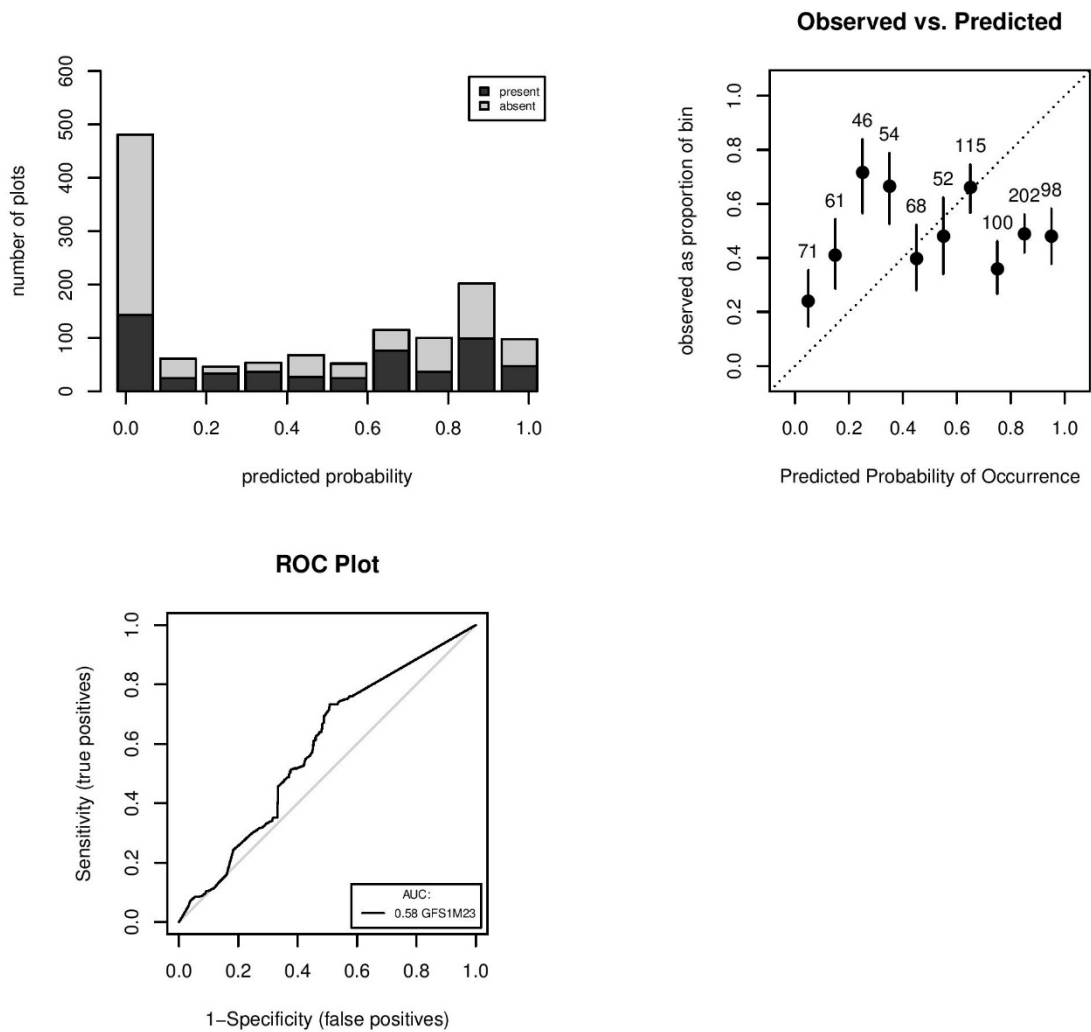 number of plots
600
500
400
300
200
100
0
present
absent
0.0 0.2 0.4 0.6 0.8 1.0
predicted probability
Observed vs. Predicted
observed as proportion of bin
1.0
0.8
0.6
0.4
0.2
0.0
71 61 46 54 68 52 115 100 202 98
0.0 0.2 0.4 0.6 0.8 1.0
Predicted Probability of Occurrence
ROC Plot
Sensitivity (true positives)
1.0
0.8
0.6
0.4
0.2
0.0
AUC:
0.58 GFS1M23
0.0 0.2 0.4 0.6 0.8 1.0
1−Specificity (false positives)